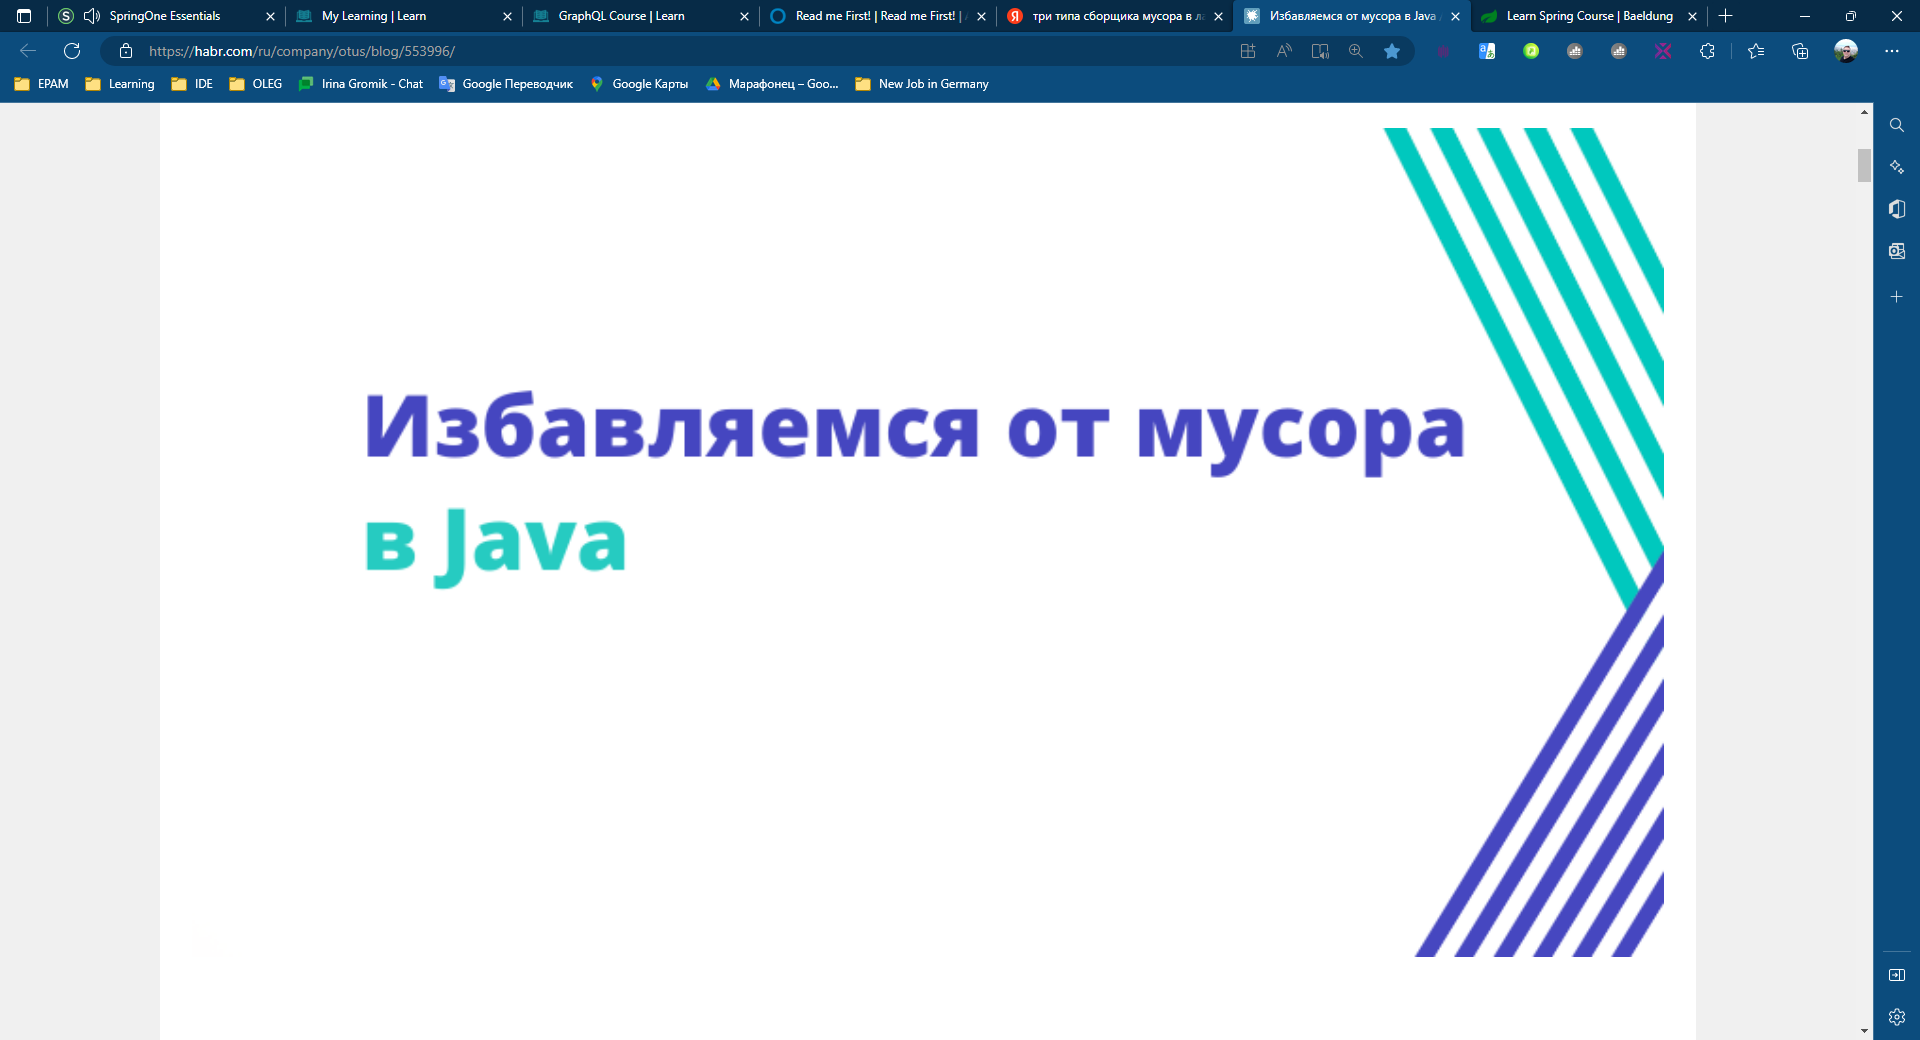 SpringOne Essentials
My Learning | Learn
GraphQL Course | Learn
Read me First! | Read me First! |
три типа сборщика мусора в
Избавляемся от мусора в Java
Learn Spring Course | Baeldung
https://habr.com/ru/company/otus/blog/553996/
EPAM
Learning
IDE
OLEG
Irina Gromik - Chat
Google Переводчик
Google Карты
Марафонец – Goo...
New Job in Germany
Избавляемся от мусора
в Java